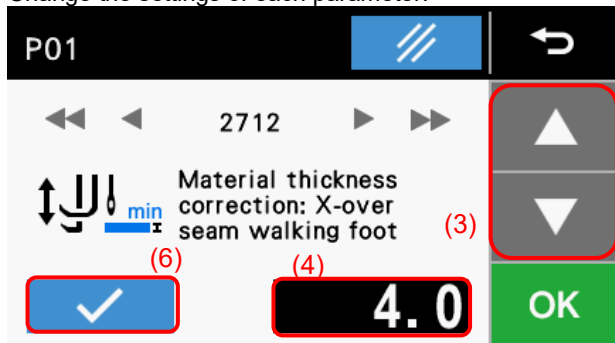 Change the settings of each parameter.
P01
2712
Material thickness
correction: X-over
seam walking foot
min
(3)
(6)
(4)
4.0
OK